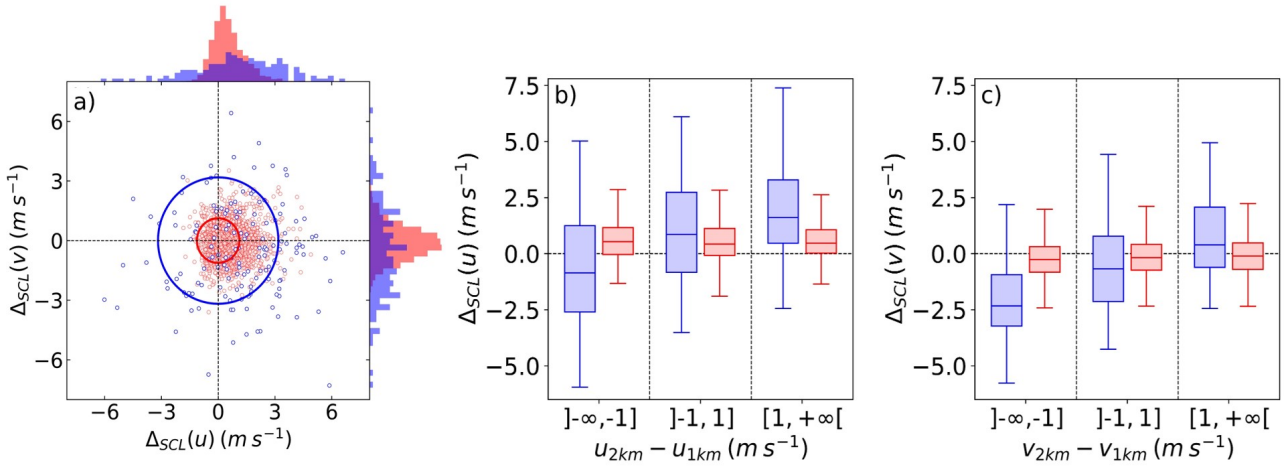 a)
6
3
0
−3
−6
Δ_SCL(v) (m s⁻¹)
−6 −3 0 3 6
Δ_SCL(u) (m s⁻¹)
b)
7.5
5.0
2.5
0.0
−2.5
−5.0
Δ_SCL(u) (m s⁻¹)
]-∞,-1] ]-1, 1] [1, +∞[
u_2km − u_1km (m s⁻¹)
c)
7.5
5.0
2.5
0.0
−2.5
−5.0
Δ_SCL(v) (m s⁻¹)
]-∞,-1] ]-1, 1] [1, +∞[
v_2km − v_1km (m s⁻¹)